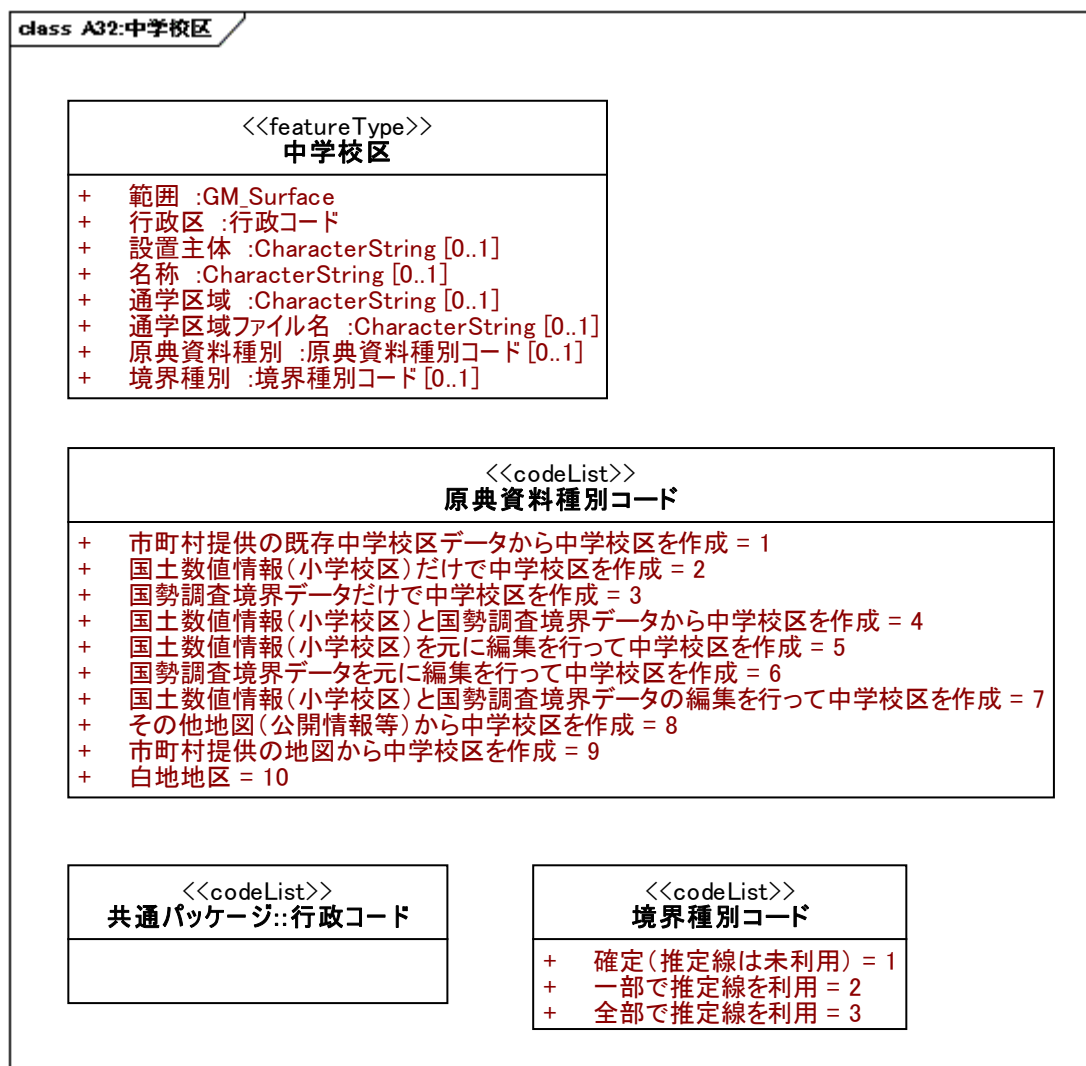 class A32:中学校区
<<featureType>>
中学校区
+ 範囲 :GM_Surface
+ 行政区 :行政コード
+ 設置主体 :CharacterString [0..1]
+ 名称 :CharacterString [0..1]
+ 通学区域 :CharacterString [0..1]
+ 通学区域ファイル名 :CharacterString [0..1]
+ 原典資料種別 :原典資料種別コード [0..1]
+ 境界種別 :境界種別コード [0..1]
<<codeList>>
原典資料種別コード
+ 市町村提供の既存中学校区データから中学校区を作成 = 1
+ 国土数値情報(小学校区)だけで中学校区を作成 = 2
+ 国勢調査境界データだけで中学校区を作成 = 3
+ 国土数値情報(小学校区)と国勢調査境界データから中学校区を作成 = 4
+ 国土数値情報(小学校区)を元に編集を行って中学校区を作成 = 5
+ 国勢調査境界データを元に編集を行って中学校区を作成 = 6
+ 国土数値情報(小学校区)と国勢調査境界データの編集を行って中学校区を作成 = 7
+ その他地図(公開情報等)から中学校区を作成 = 8
+ 市町村提供の地図から中学校区を作成 = 9
+ 白地地区 = 10
<<codeList>>
共通パッケージ::行政コード
<<codeList>>
境界種別コード
+ 確定(推定線は未利用) = 1
+ 一部で推定線を利用 = 2
+ 全部で推定線を利用 = 3